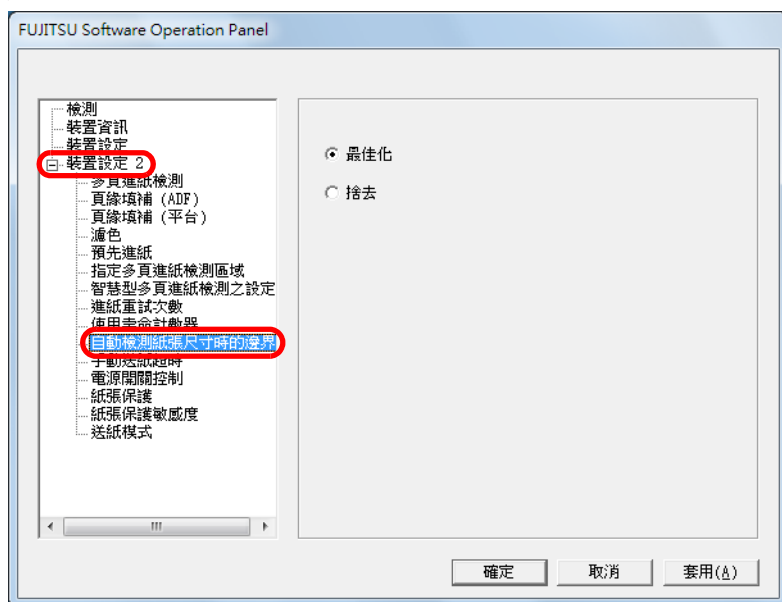 FUJITSU Software Operation Panel
檢測
裝置資訊
裝置設定
裝置設定 2
多頁進紙檢測
頁緣填補 (ADF)
頁緣填補 (平台)
濾色
預先進紙
指定多頁進紙檢測區域
智慧型多頁進紙檢測之設定
進紙重試次數
使用壽命計數器
自動檢測紙張尺寸時的邊界
手動送紙超時
電源開關控制
紙張保護
紙張保護敏感度
送紙模式
最佳化
捨去
確定
取消
套用(A)